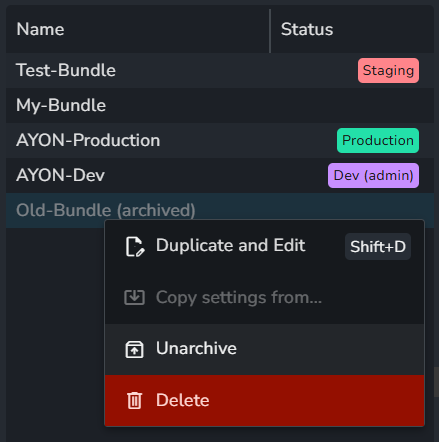 Name Status
Test-Bundle Staging
My-Bundle
AYON-Production Production
AYON-Dev Dev (admin)
Old-Bundle (archived)
Duplicate and Edit Shift+D
Copy settings from...
Unarchive
Delete